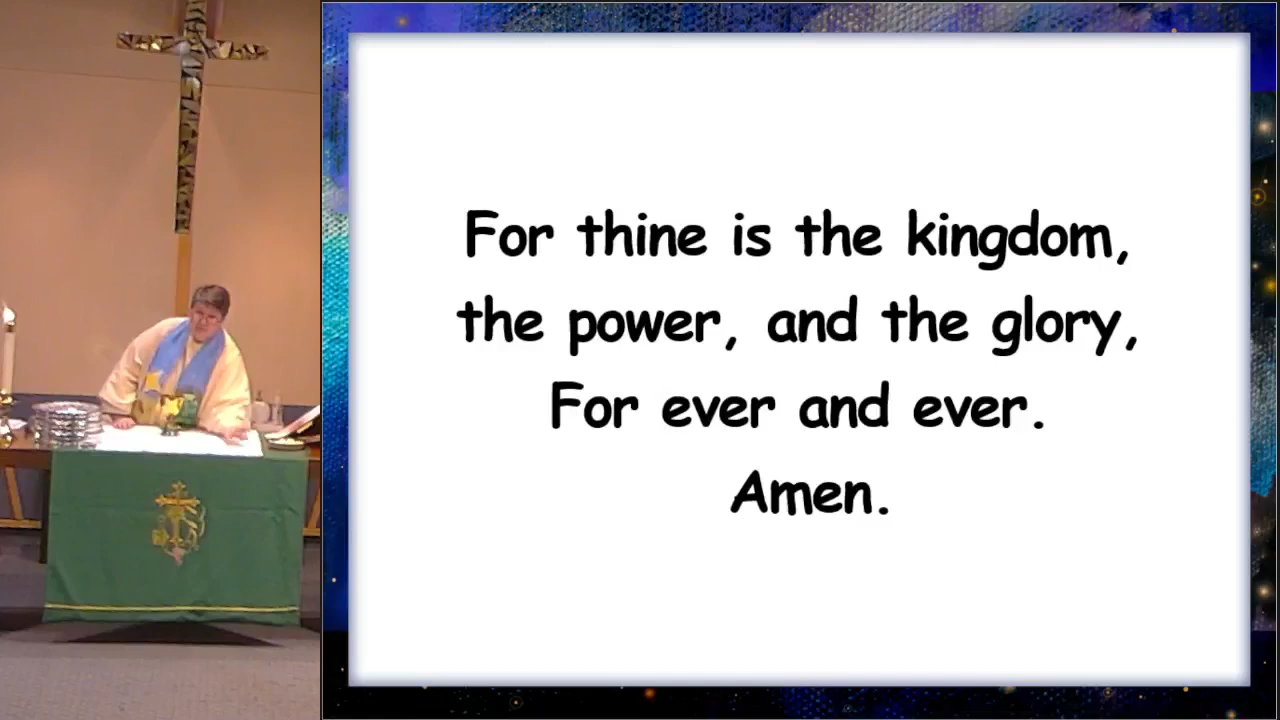 For thine is the kingdom,
the power, and the glory,
For ever and ever.
Amen.